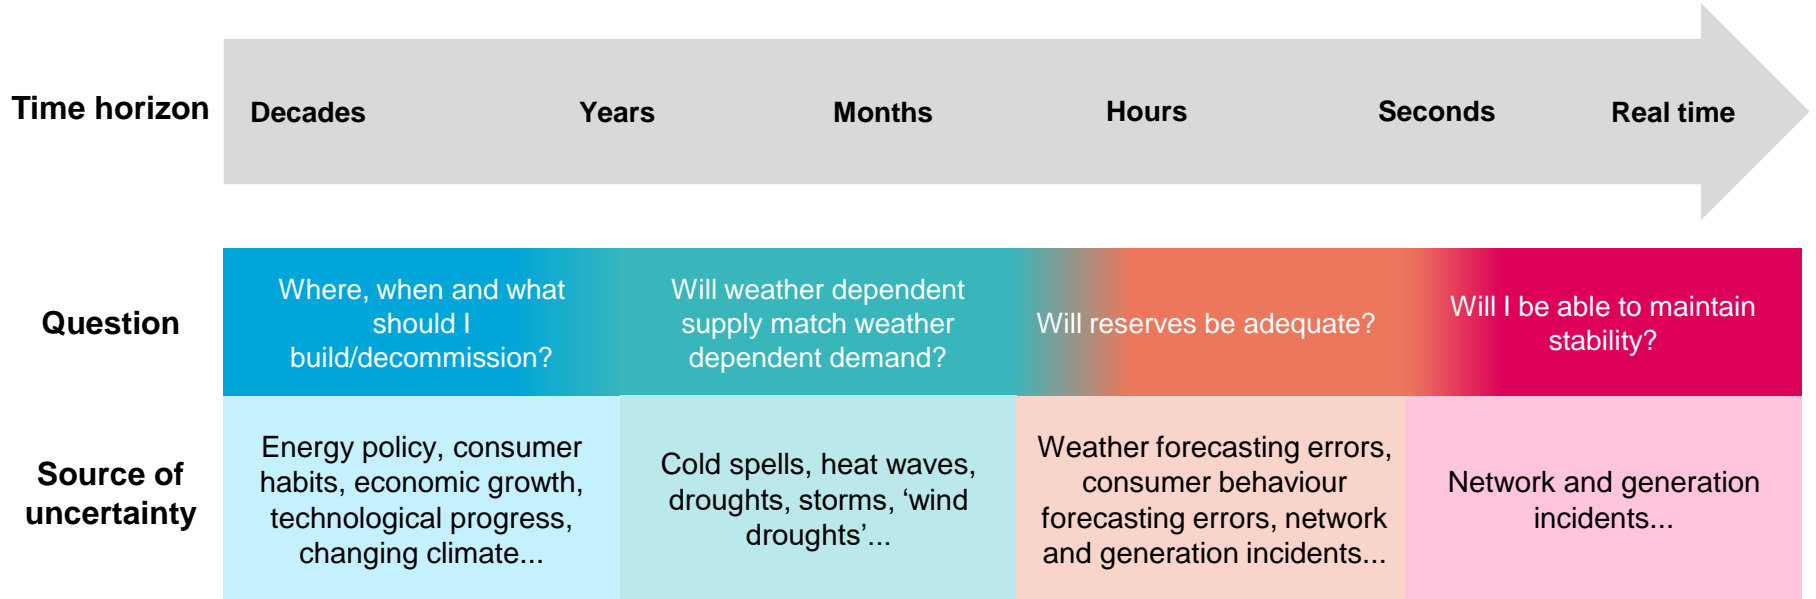 Time horizon
Decades
Years
Months
Hours
Seconds
Real time
Question
Where, when and what
should I
build/decommission?
Will weather dependent
supply match weather
dependent demand?
Will reserves be adequate?
Will I be able to maintain
stability?
Source of
uncertainty
Energy policy, consumer
habits, economic growth,
technological progress,
changing climate...
Cold spells, heat waves,
droughts, storms, ‘wind
droughts’...
Weather forecasting errors,
consumer behaviour
forecasting errors, network
and generation incidents...
Network and generation
incidents...